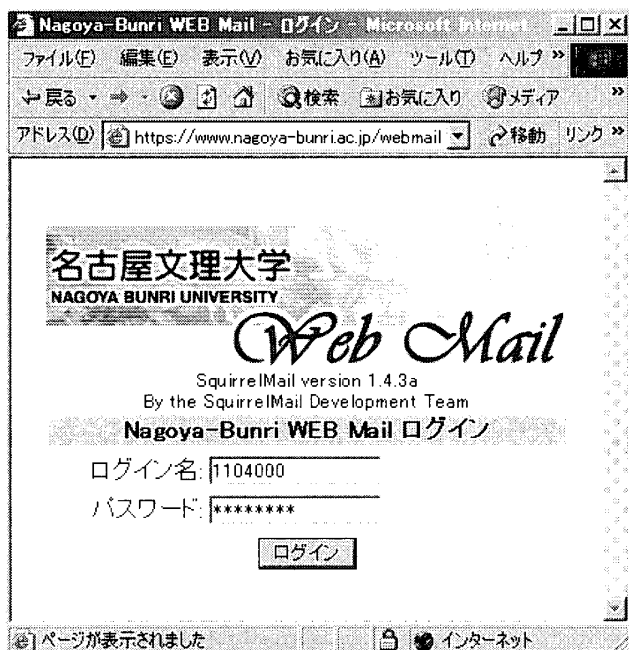 Nagoya-Bunri WEB Mail - ログイン - Microsoft Internet
ファイル(F) 編集(E) 表示(V) お気に入り(A) ツール(T) ヘルプ »
戻る 検索 お気に入り メディア »
アドレス(D) https://www.nagoya-bunri.ac.jp/webmail 移動 リンク »
名古屋文理大学
NAGOYA BUNRI UNIVERSITY
Web Mail
SquirrelMail version 1.4.3a
By the SquirrelMail Development Team
Nagoya-Bunri WEB Mail ログイン
ログイン名: 1104000
パスワード: ********
ログイン
ページが表示されました インターネット